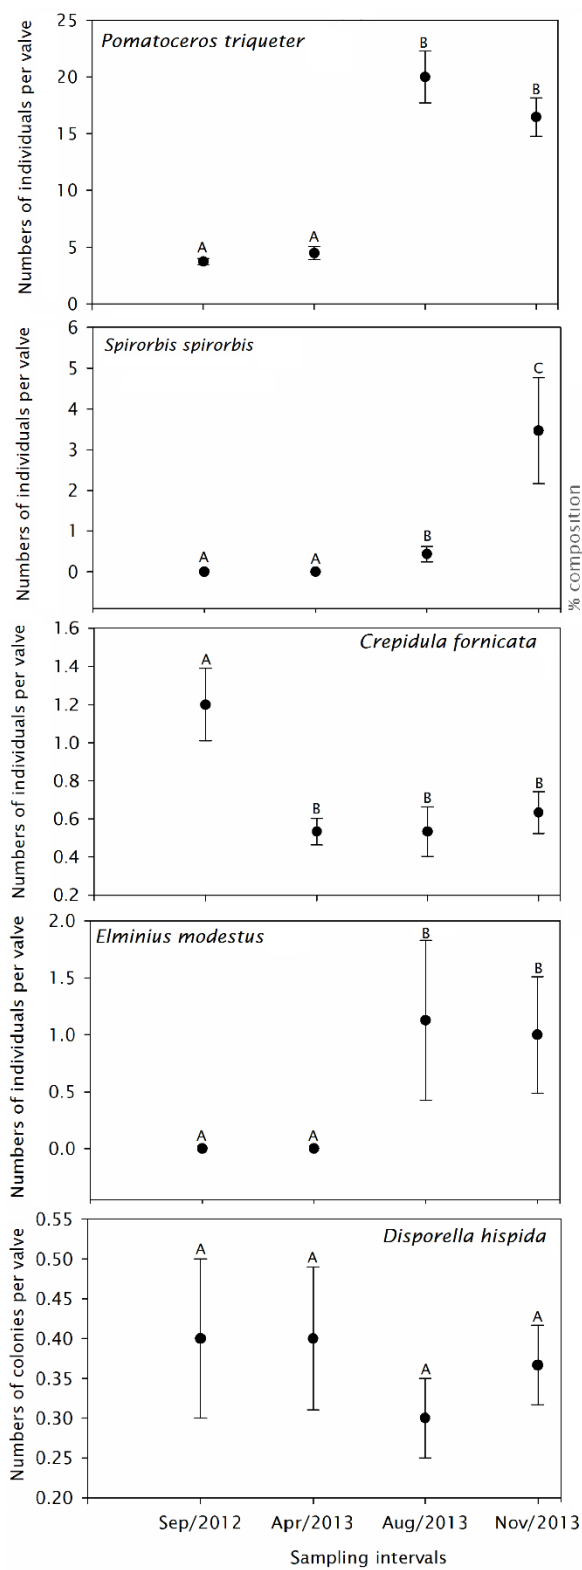 Pomatoceros triqueter
Numbers of individuals per valve
25
20
15
10
5
0
A
A
B
B
Spirorbis spirorbis
Numbers of individuals per valve
6
5
4
3
2
1
0
A
A
B
C
% composition
Crepidula fornicata
Numbers of individuals per valve
1.6
1.4
1.2
1.0
0.8
0.6
0.4
0.2
A
B
B
B
Elminius modestus
Numbers of individuals per valve
2.0
1.5
1.0
0.5
0.0
A
A
B
B
Disporella hispida
Numbers of colonies per valve
0.55
0.50
0.45
0.40
0.35
0.30
0.25
0.20
A
A
A
A
Sep/2012 Apr/2013 Aug/2013 Nov/2013
Sampling intervals